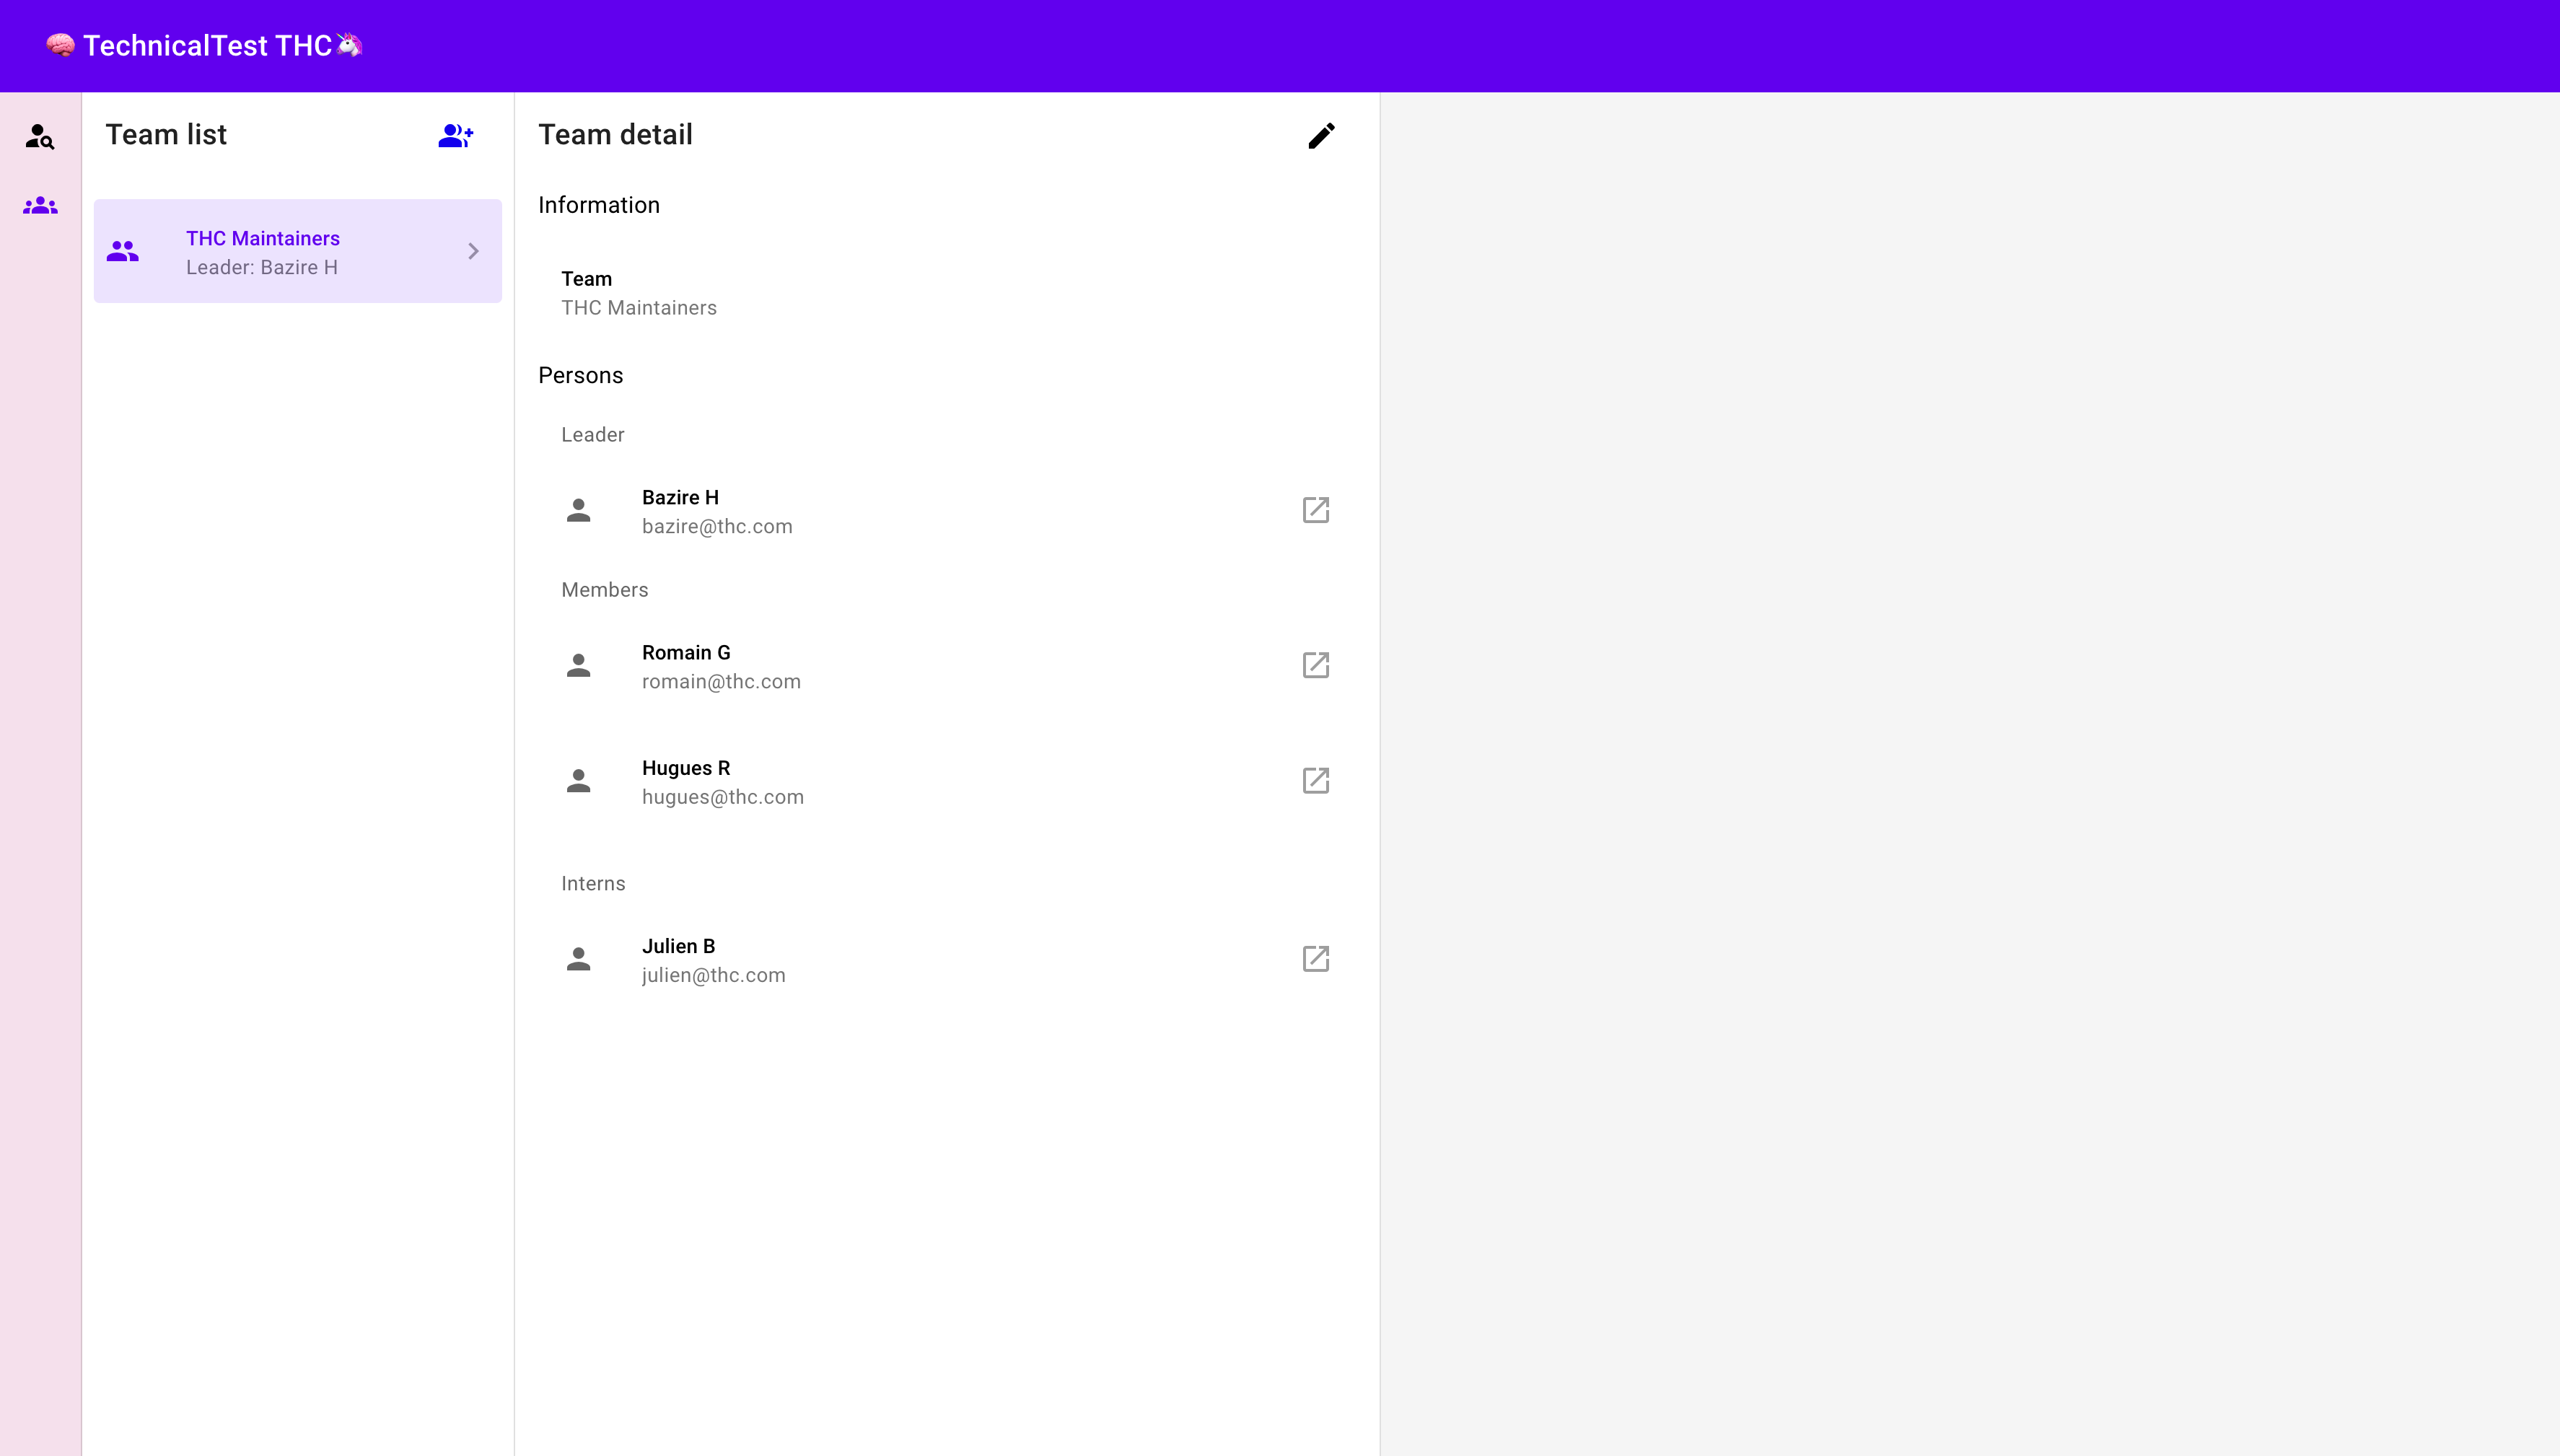 🧠 TechnicalTest THC🦄
Team list
THC Maintainers
Leader: Bazire H
Team detail
Information
Team
THC Maintainers
Persons
Leader
Bazire H
bazire@thc.com
Members
Romain G
romain@thc.com
Hugues R
hugues@thc.com
Interns
Julien B
julien@thc.com